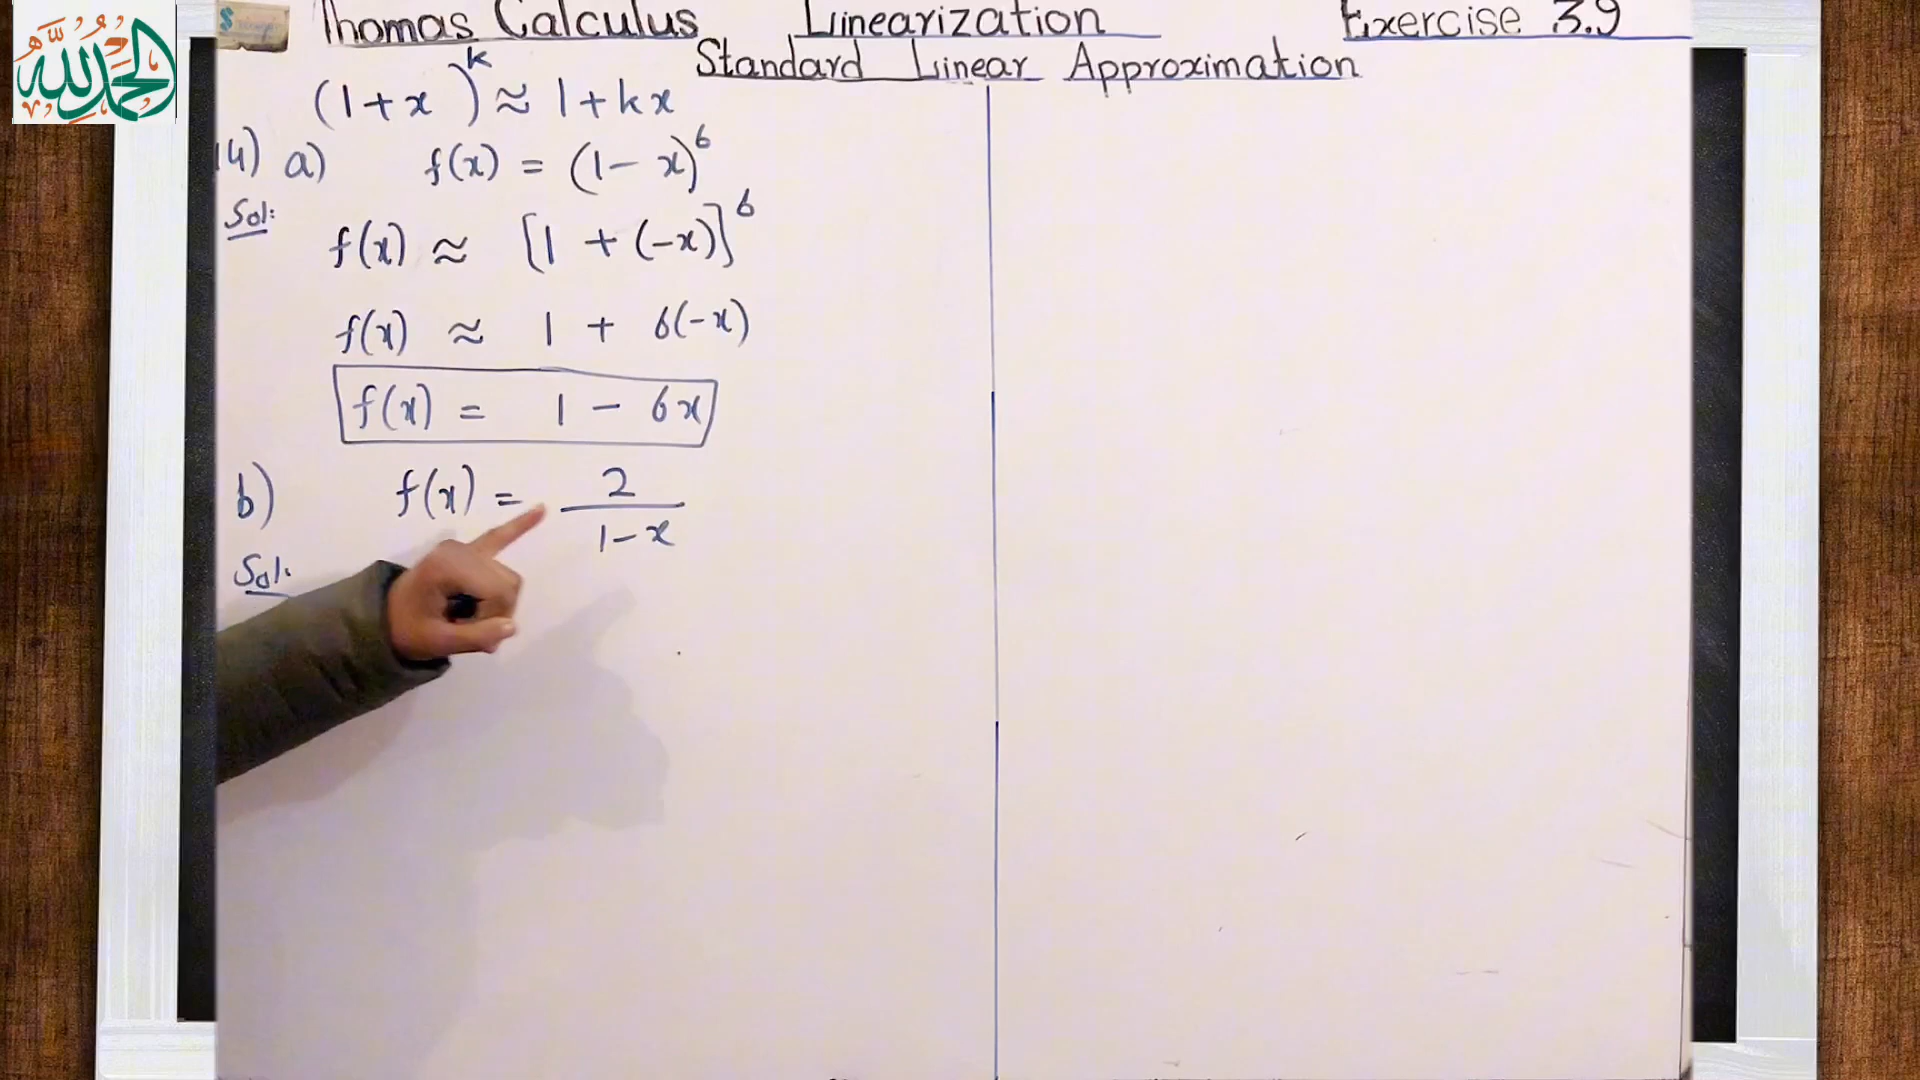 الحمد لله
Thomas Calculus Linearization Exercise 3.9
Standard Linear Approximation
(1+x)^k ≈ 1+kx
14) a) f(x) = (1-x)^6
Sol:
f(x) ≈ [1 + (-x)]^6
f(x) ≈ 1 + 6(-x)
f(x) = 1 - 6x
b) f(x) = 2/(1-x)
Sol: